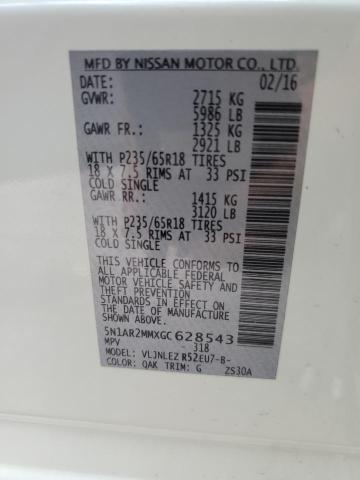 MFD BY NISSAN MOTOR CO., LTD.
DATE: 02/16
GVWR: 2715 KG
5986 LB
GAWR FR.: 1325 KG
2921 LB
WITH P235/65R18 TIRES
18 X 7.5 RIMS AT 33 PSI
COLD SINGLE
GAWR RR.: 1415 KG
3120 LB
WITH P235/65R18 TIRES
18 X 7.5 RIMS AT 33 PSI
COLD SINGLE
THIS VEHICLE CONFORMS TO ALL
APPLICABLE FEDERAL
MOTOR VEHICLE SAFETY
STANDARDS IN EFFECT ON
THE DATE OF MANUFACTURE
SHOWN ABOVE.
5N1AR2MMXGC628543
MPV 318
MODEL: VLJNLEZ R52EU7-B-
COLOR: QAK TRIM: G ZS30A